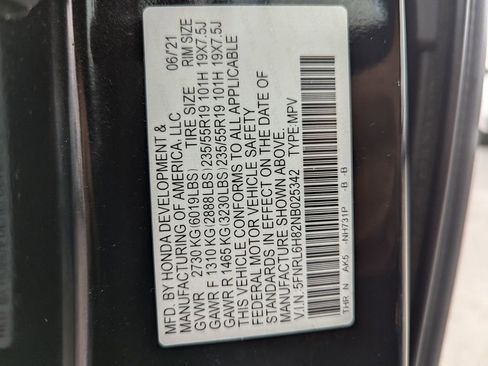 MFD. BY HONDA DEVELOPMENT &
MANUFACTURING OF AMERICA, LLC 06/'21
GVWR 2730 KG(6019LBS) TIRE SIZE RIM SIZE
GAWR F 1310 KG(2888LBS)235/55R19 101H 19X7.5J
GAWR R 1465 KG(3230LBS)235/55R19 101H 19X7.5J
THIS VEHICLE CONFORMS TO ALL APPLICABLE
FEDERAL MOTOR VEHICLE SAFETY
STANDARDS IN EFFECT ON THE DATE OF
MANUFACTURE SHOWN ABOVE.
V.I.N.:5FNRL6H82NB025342 TYPE:MPV
THR N AK5 -NH731P -B -B